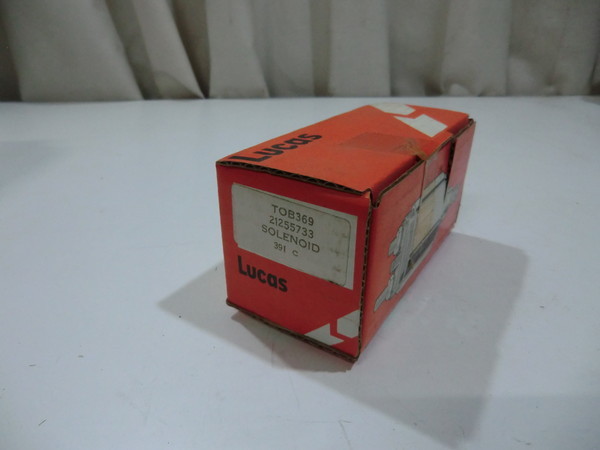 Lucas
TOB369
21255733
SOLENOID
391 C
Lucas